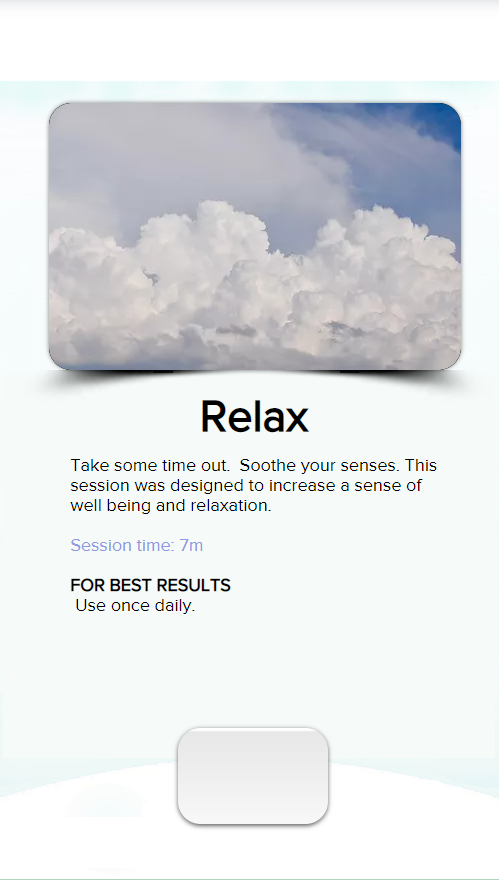 Relax
Take some time out.  Soothe your senses. This
session was designed to increase a sense of
well being and relaxation.
Session time: 7m
FOR BEST RESULTS
Use once daily.